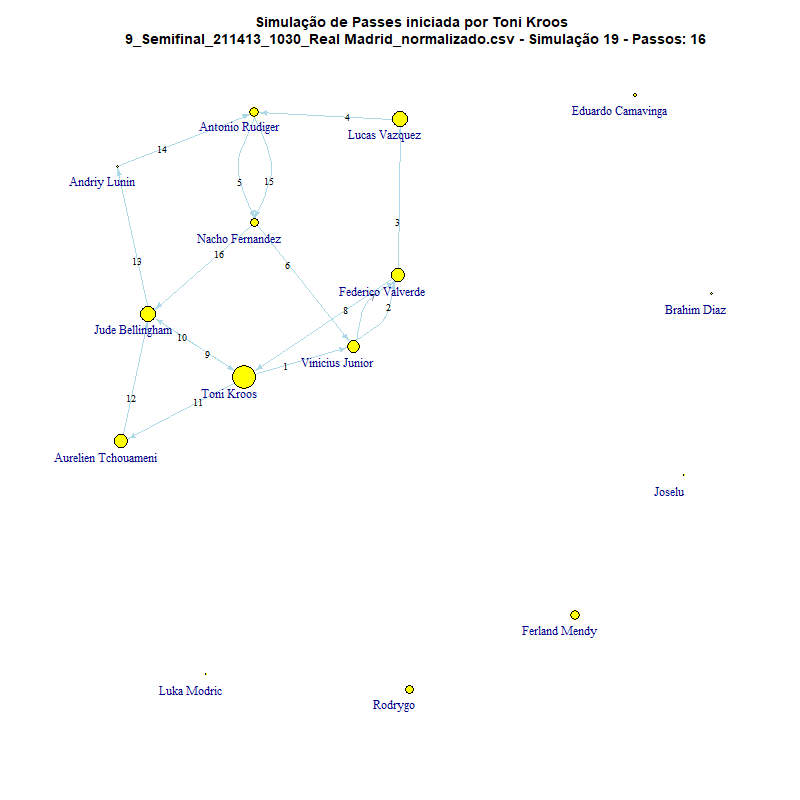 Simulação de Passes iniciada por Toni Kroos
9_Semifinal_211413_1030_Real Madrid_normalizado.csv - Simulação 19 - Passos: 16
Eduardo Camavinga
4
Antonio Rudiger
Lucas Vazquez
14
Andriy Lunin
5
15
3
Nacho Fernandez
16
13
6
Federico Valverde
7
Brahim Diaz
8
2
Jude Bellingham
10
9
Vinicius Junior
1
Toni Kroos
12
11
Aurelien Tchouameni
Joselu
Ferland Mendy
Luka Modric
Rodrygo